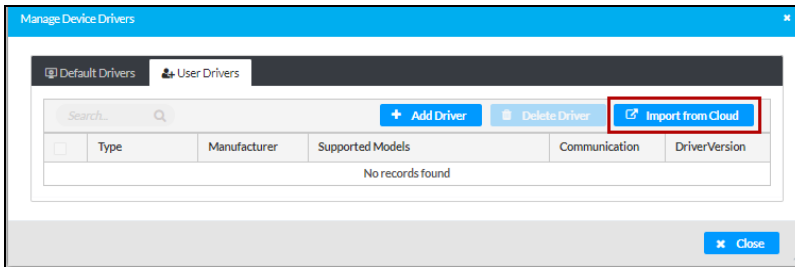 Manage Device Drivers
Default Drivers User Drivers
Search... Add Driver Delete Driver Import from Cloud
Type Manufacturer Supported Models Communication DriverVersion
No records found
Close